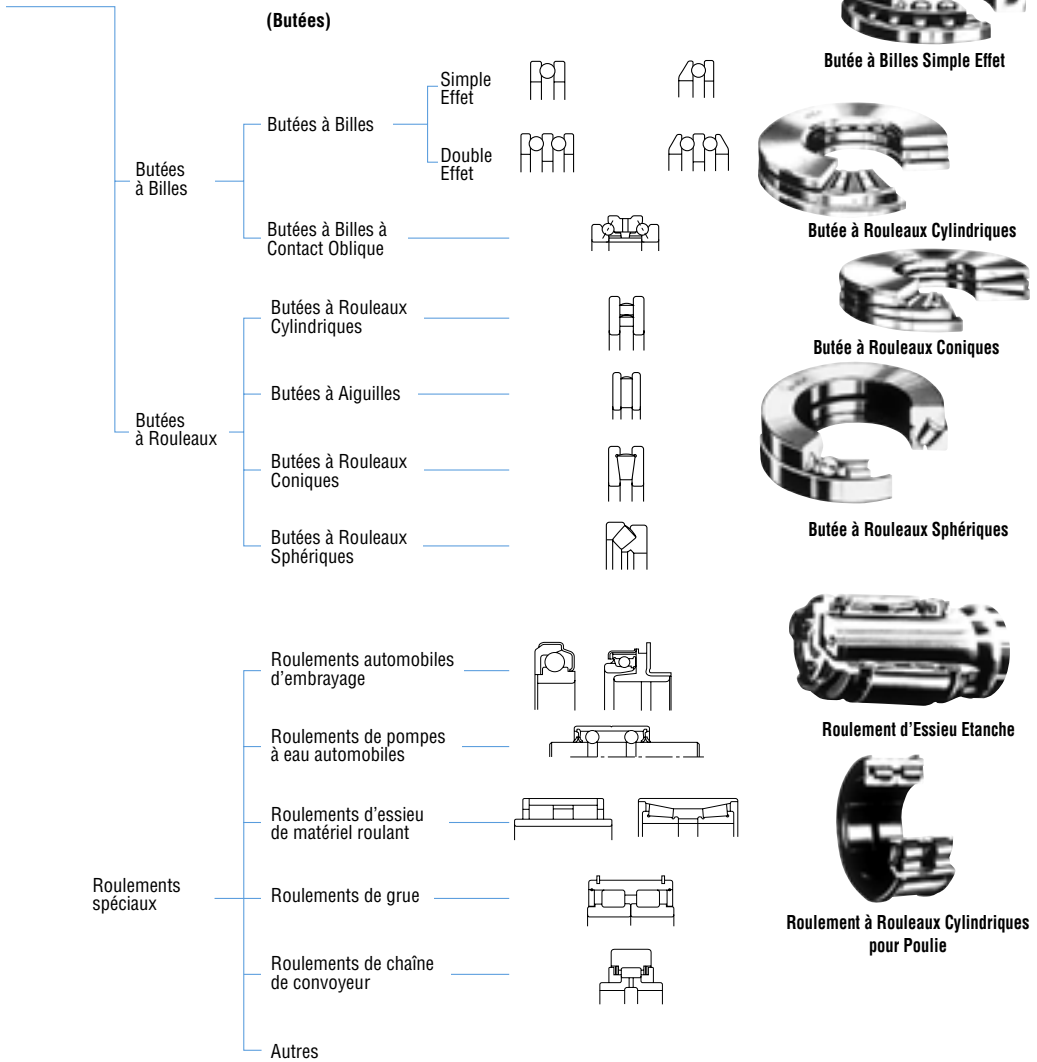 (Butées)
Butée à Billes Simple Effet
Simple
Effet
Butées à Billes
Double
Effet
Butées
à Billes
Butées à Billes à
Contact Oblique
Butée à Rouleaux Cylindriques
Butées à Rouleaux
Cylindriques
Butée à Rouleaux Coniques
Butées à Aiguilles
Butées
à Rouleaux
Butées à Rouleaux
Coniques
Butées à Rouleaux
Sphériques
Butée à Rouleaux Sphériques
Roulements automobiles
d'embrayage
Roulement d'Essieu Etanche
Roulements de pompes
à eau automobiles
Roulements d'essieu
de matériel roulant
Roulements
spéciaux
Roulements de grue
Roulement à Rouleaux Cylindriques
pour Poulie
Roulements de chaîne
de convoyeur
Autres